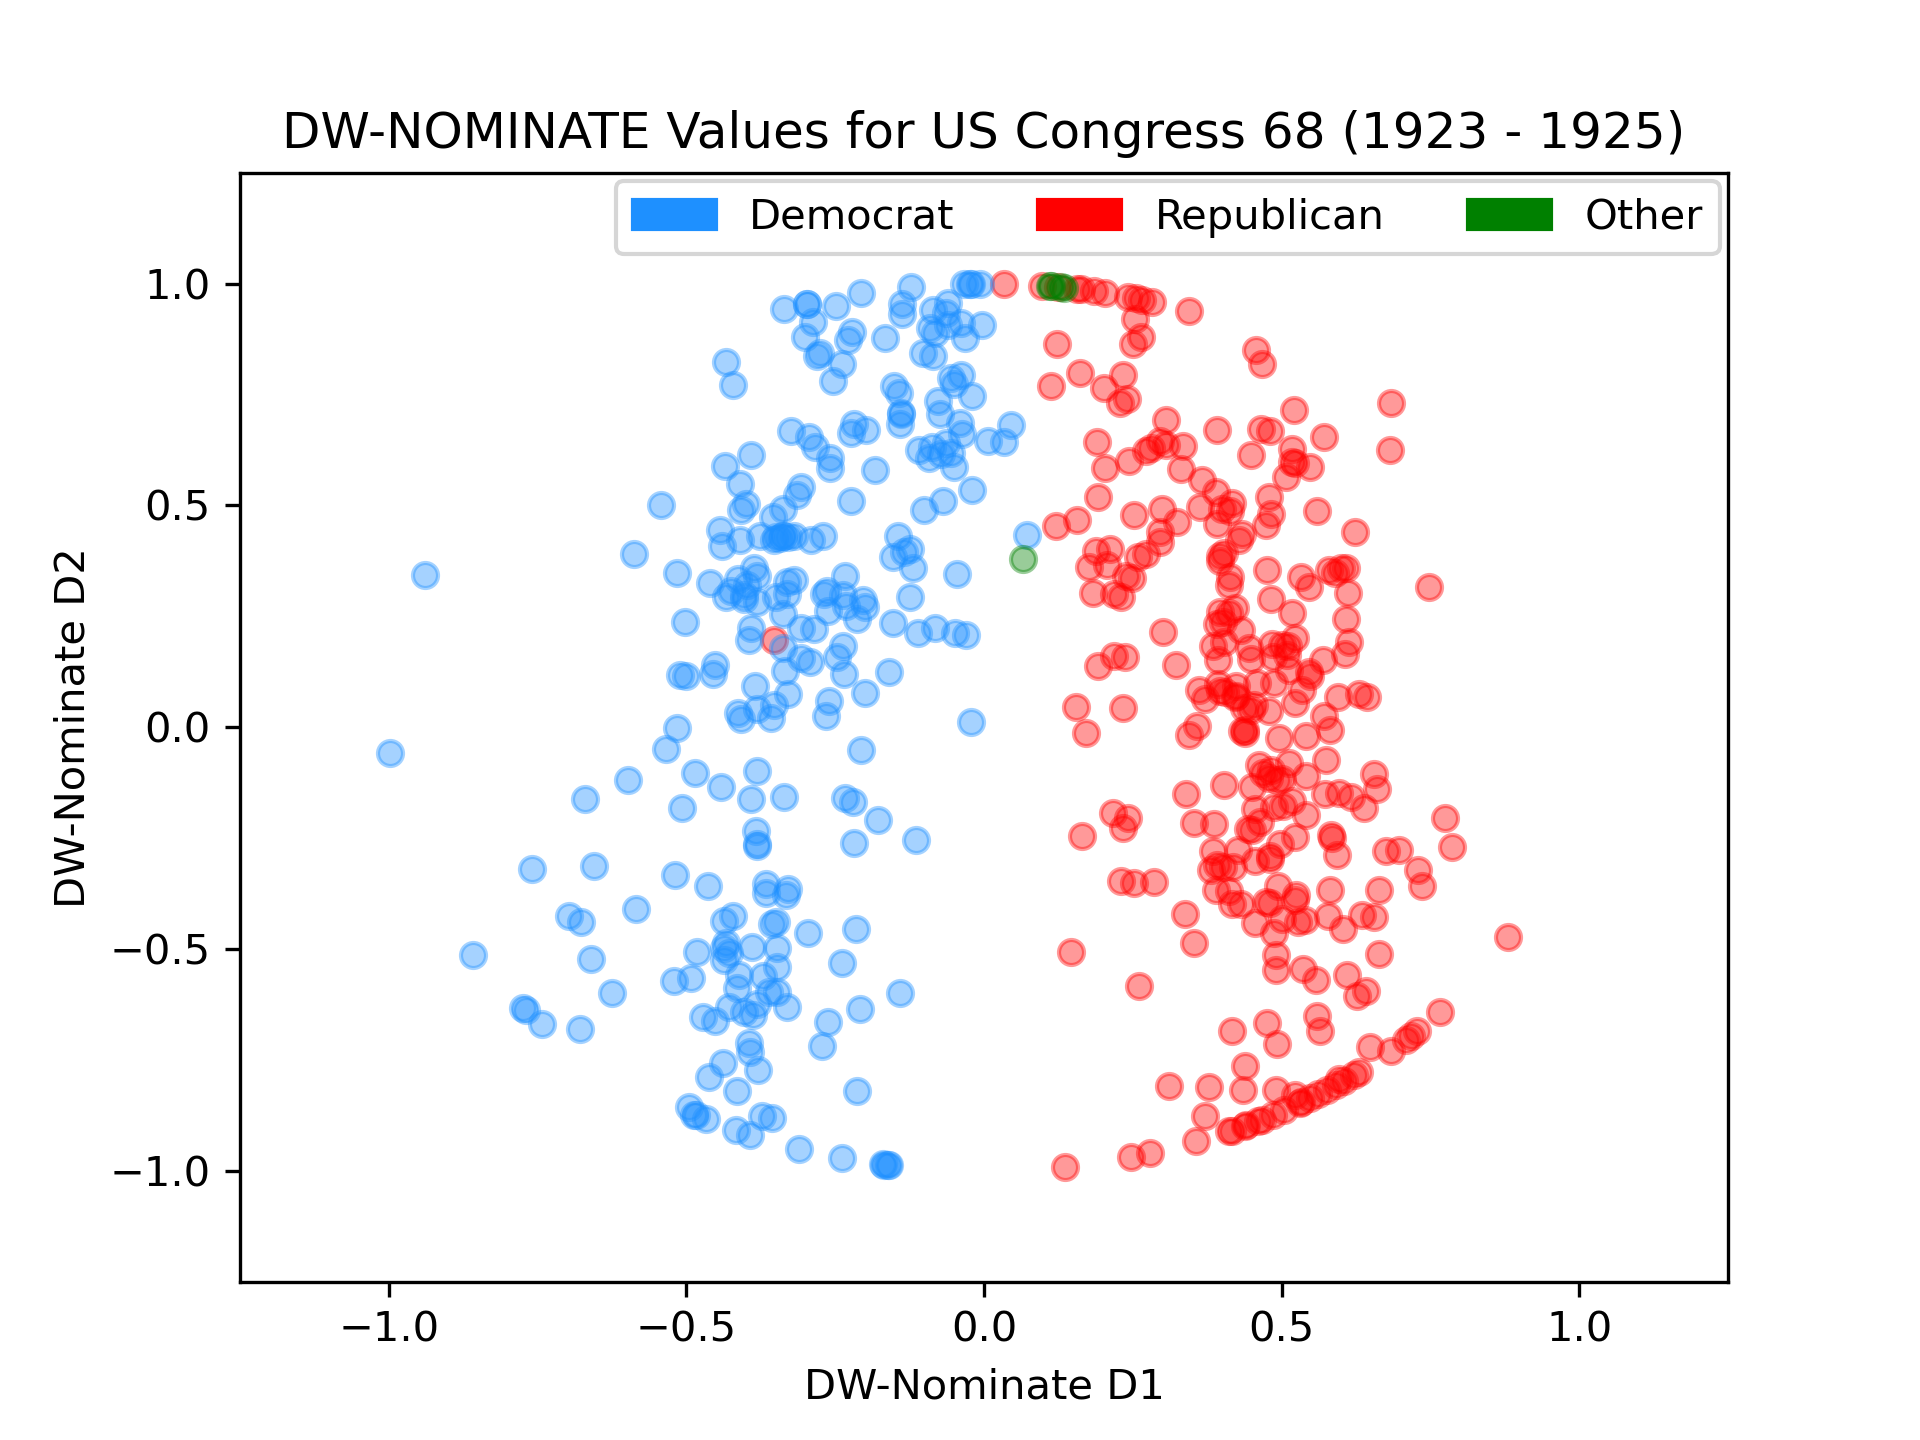 DW-NOMINATE Values for US Congress 68 (1923 - 1925)
Democrat Republican Other
1.0
0.5
0.0
−0.5
−1.0
DW-Nominate D2
−1.0 −0.5 0.0 0.5 1.0
DW-Nominate D1